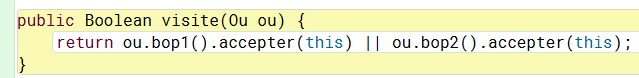 public Boolean visite(Ou ou) {
return ou.bop1().accepter(this) || ou.bop2().accepter(this);
}